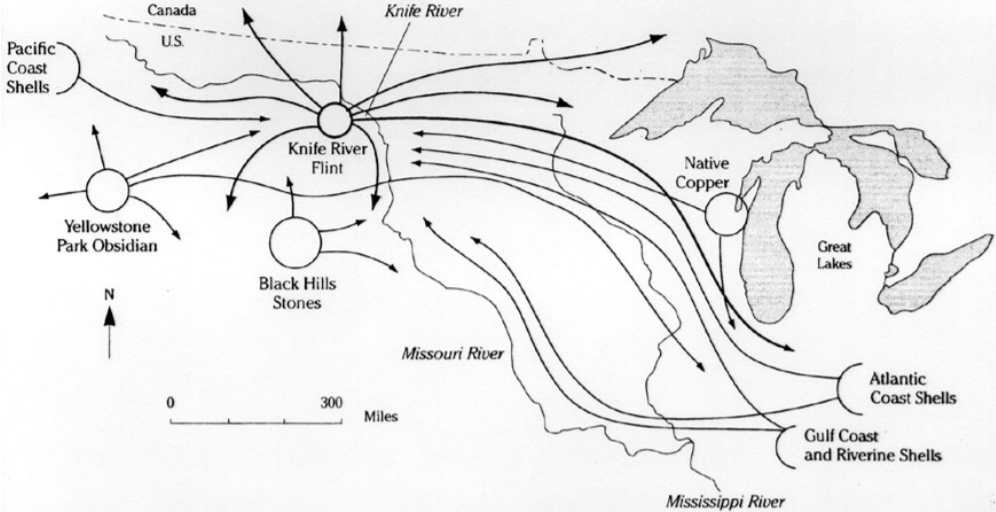 Canada
Knife River
U.S.
Pacific
Coast
Shells
Knife River
Flint
Native
Copper
Yellowstone
Park Obsidian
Great
Lakes
Black Hills
Stones
N
Missouri River
0 300 Miles
Atlantic
Coast Shells
Gulf Coast
and Riverine Shells
Mississippi River